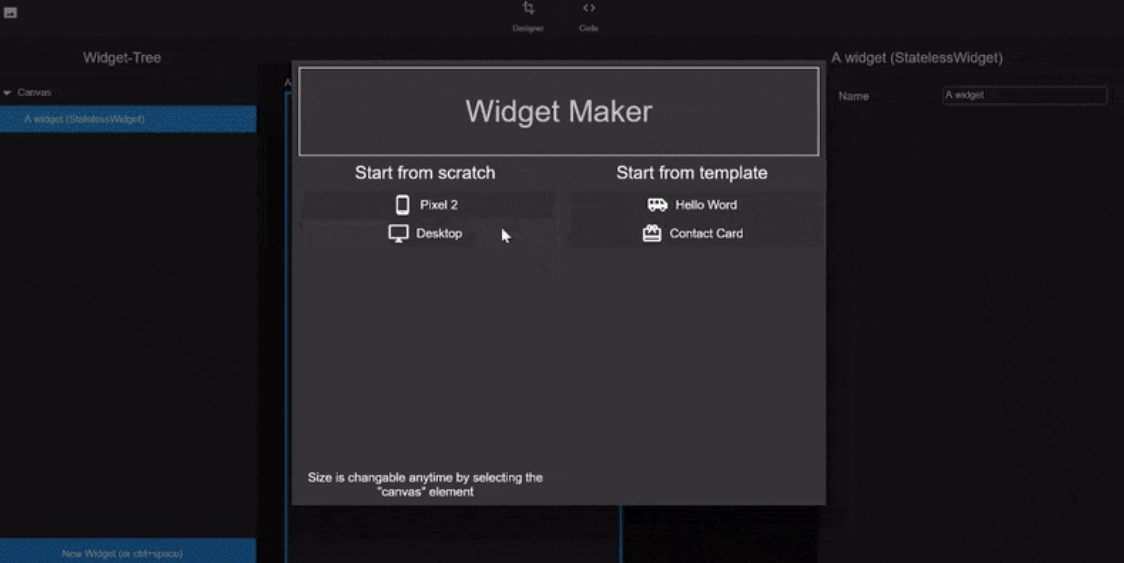 Designer
Code
Widget-Tree
A widget (StatelessWidget)
Canvas
Name
A widget
A widget (StatelessWidget)
A
Widget Maker
Start from scratch
Start from template
Pixel 2
Hello Word
Desktop
Contact Card
Size is changable anytime by selecting the
"canvas" element
New Widget (or ctrl+space)